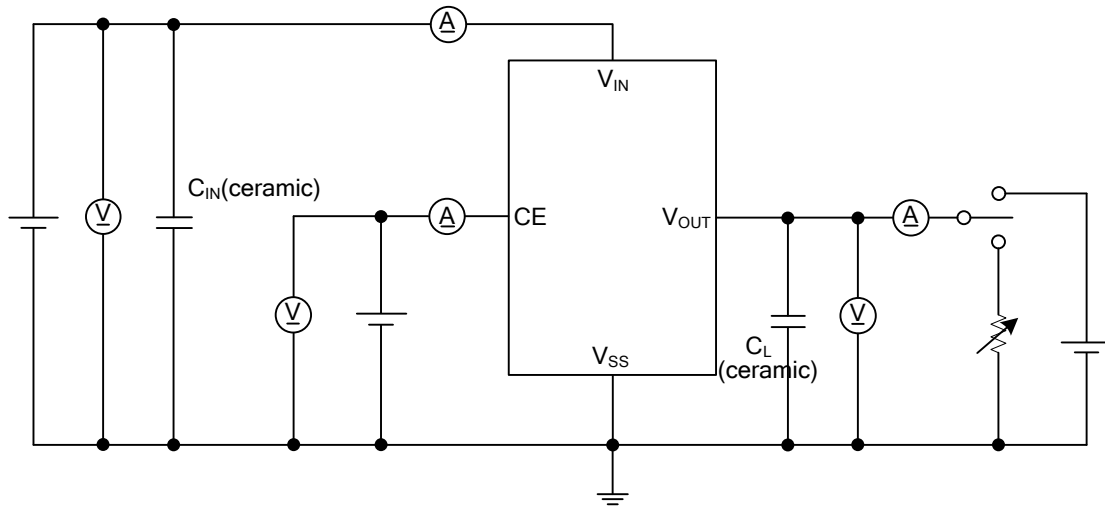 A
V_IN
C_IN(ceramic)
V
A
CE
V_OUT
A
V
V
C_L
(ceramic)
V_SS